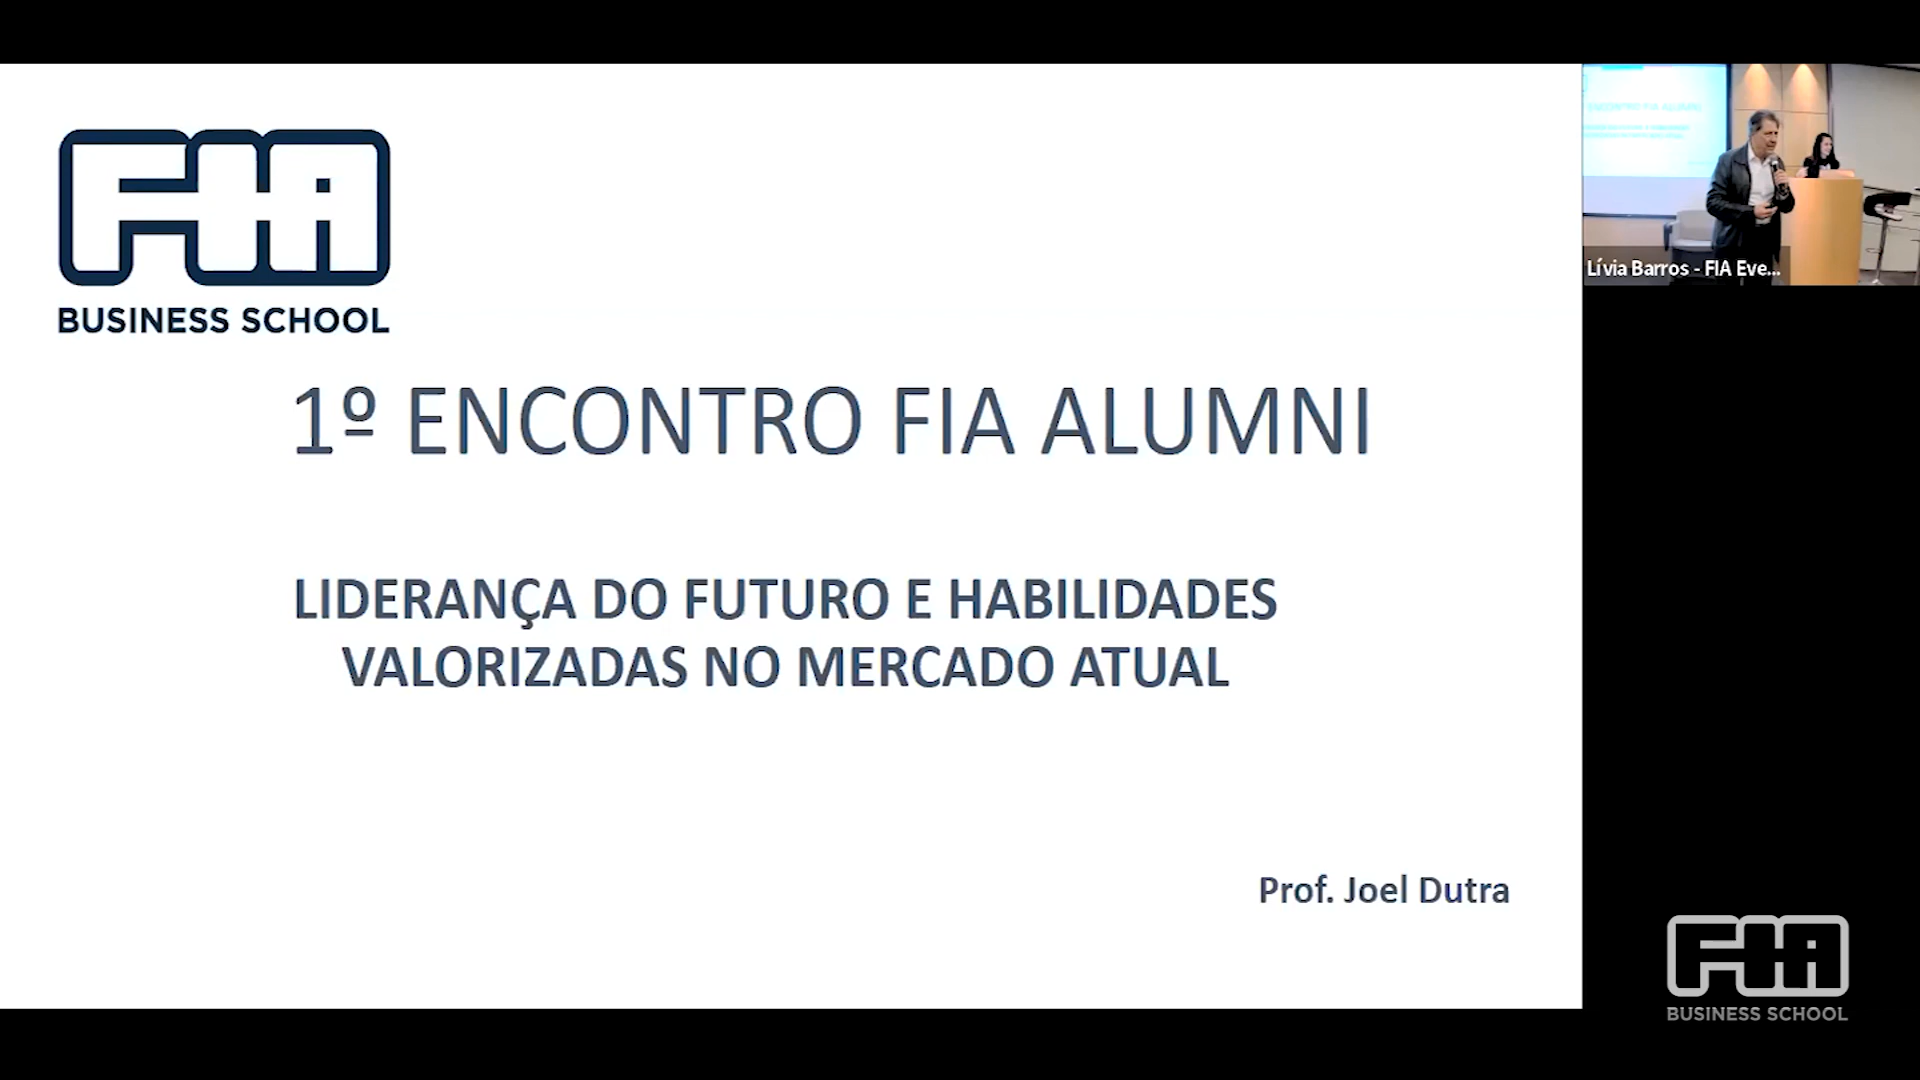 FIA
BUSINESS SCHOOL
1º ENCONTRO FIA ALUMNI
LIDERANÇA DO FUTURO E HABILIDADES
VALORIZADAS NO MERCADO ATUAL
Prof. Joel Dutra
Lívia Barros - FIA Eve...
FIA
BUSINESS SCHOOL